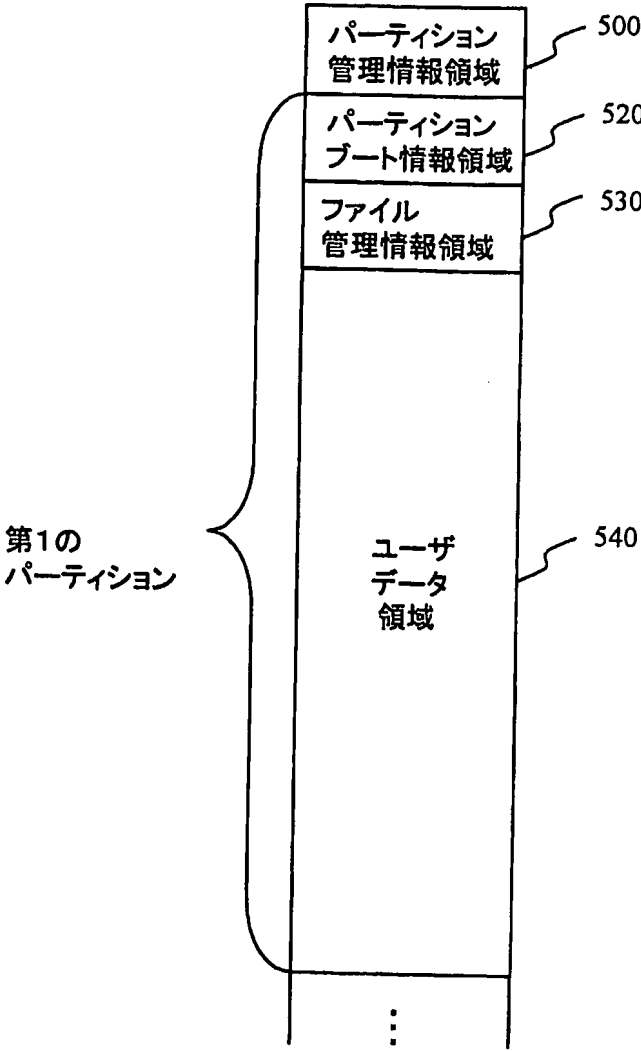 パーティション
管理情報領域
500
パーティション
ブート情報領域
520
ファイル
管理情報領域
530
第1の
パーティション
ユーザ
データ
領域
540